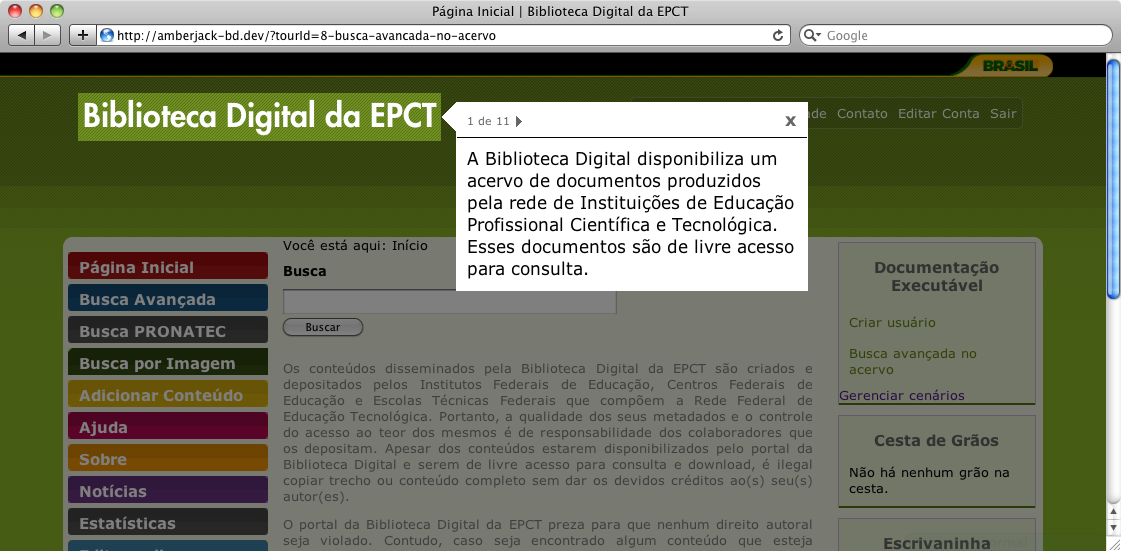 Página Inicial | Biblioteca Digital da EPCT
http://amberjack-bd.dev/?tourId=8-busca-avancada-no-acervo
Google
BRASIL
Biblioteca Digital da EPCT
1 de 11
x
Contato Editar Conta Sair
A Biblioteca Digital disponibiliza um
acervo de documentos produzidos
pela rede de Instituições de Educação
Profissional Científica e Tecnológica.
Esses documentos são de livre acesso
para consulta.
Você está aqui: Início
Busca
Buscar
Página Inicial
Busca Avançada
Busca PRONATEC
Busca por Imagem
Adicionar Conteúdo
Ajuda
Sobre
Notícias
Estatísticas
Os conteúdos disseminados pela Biblioteca Digital da EPCT são criados e
depositados pelos Institutos Federais de Educação, Centros Federais de
Educação e Escolas Técnicas Federais que compõem a Rede Federal de
Educação Tecnológica. Portanto, a qualidade dos seus metadados e o controle
do acesso ao teor dos mesmos é de responsabilidade dos colaboradores que
os depositam. Apesar dos conteúdos estarem disponibilizados pelo portal da
Biblioteca Digital e serem de livre acesso para consulta e download, é ilegal
copiar trecho ou conteúdo completo sem dar os devidos créditos ao(s) seu(s)
autor(es).
O portal da Biblioteca Digital da EPCT preza para que nenhum direito autoral
seja violado. Contudo, caso seja encontrado algum conteúdo que esteja
Documentação
Executável
Criar usuário
Busca avançada no
acervo
Gerenciar cenários
Cesta de Grãos
Não há nenhum grão na
cesta.
Escrivaninha